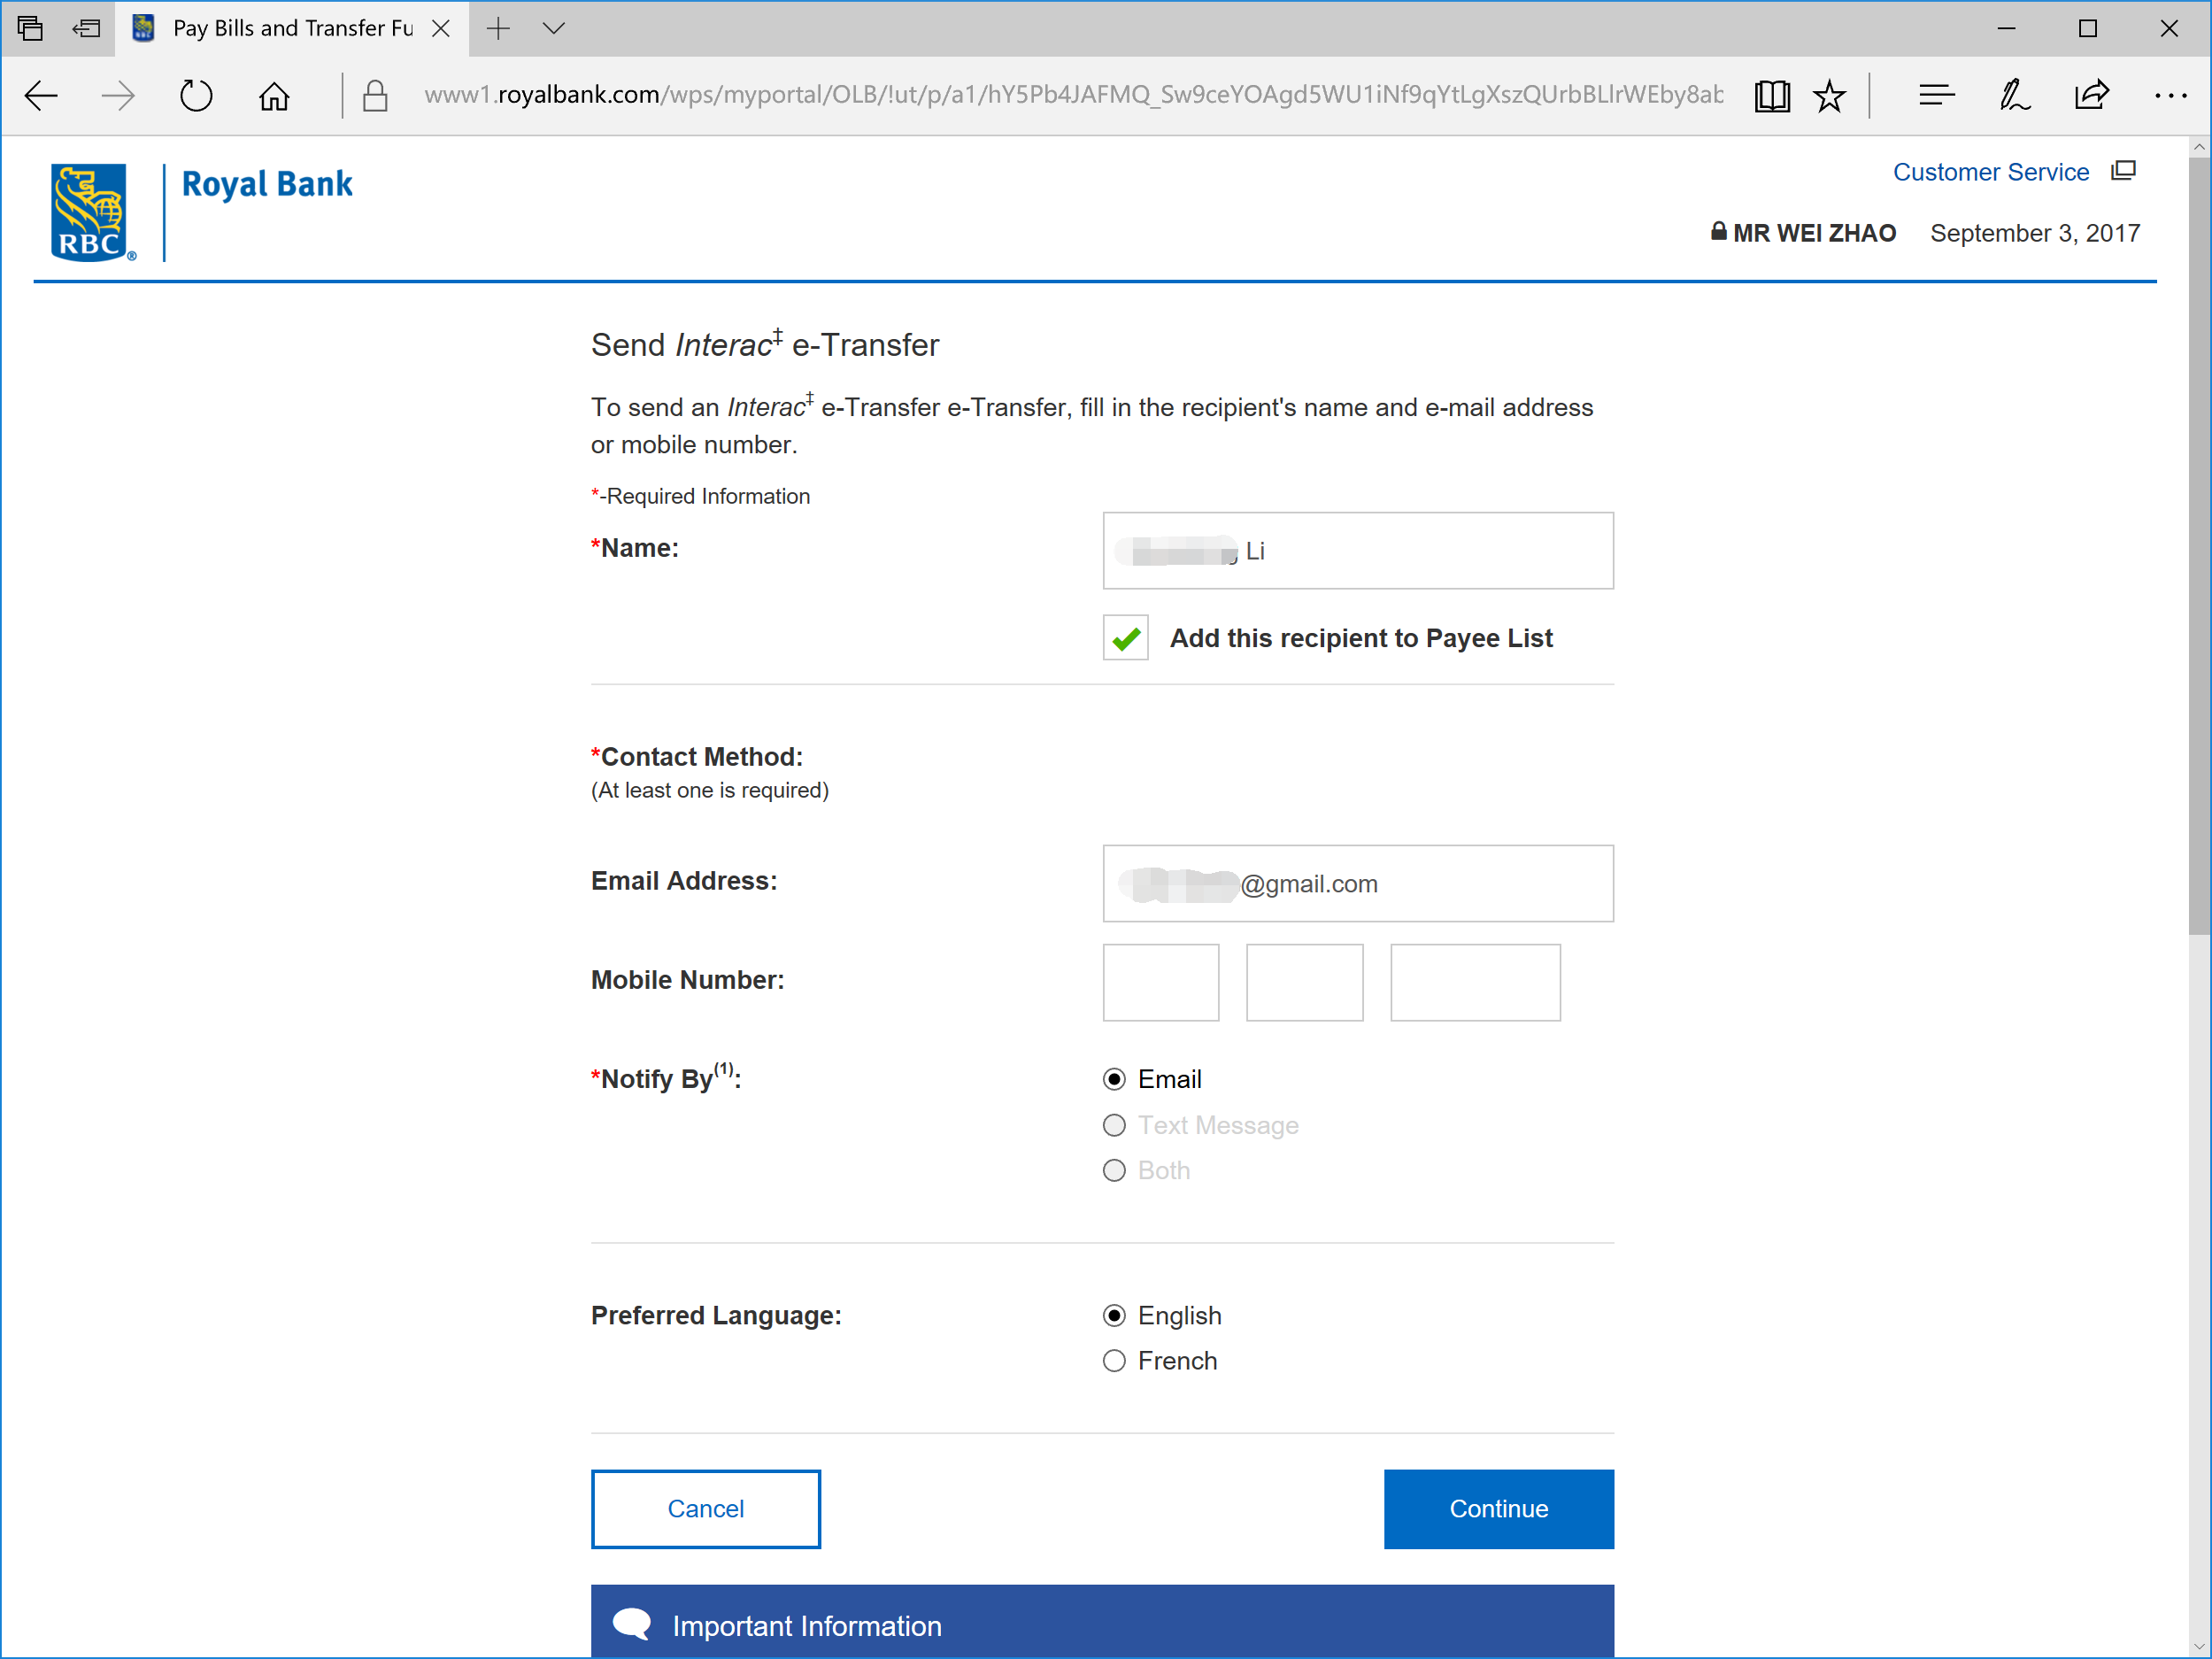 Pay Bills and Transfer Fu
www1.royalbank.com/wps/myportal/OLB/!ut/p/a1/hY5Pb4JAFMQ_Sw9ceYOAgd5WU1iNf9qYtLgXszQUrbBLlrWEby8ab
RBC®
Royal Bank
Customer Service
MR WEI ZHAO September 3, 2017
Send Interac‡ e-Transfer
To send an Interac‡ e-Transfer e-Transfer, fill in the recipient's name and e-mail address
or mobile number.
*-Required Information
*Name:
Li
Add this recipient to Payee List
*Contact Method:
(At least one is required)
Email Address:
@gmail.com
Mobile Number:
*Notify By(1):
Email
Text Message
Both
Preferred Language:
English
French
Cancel
Continue
Important Information